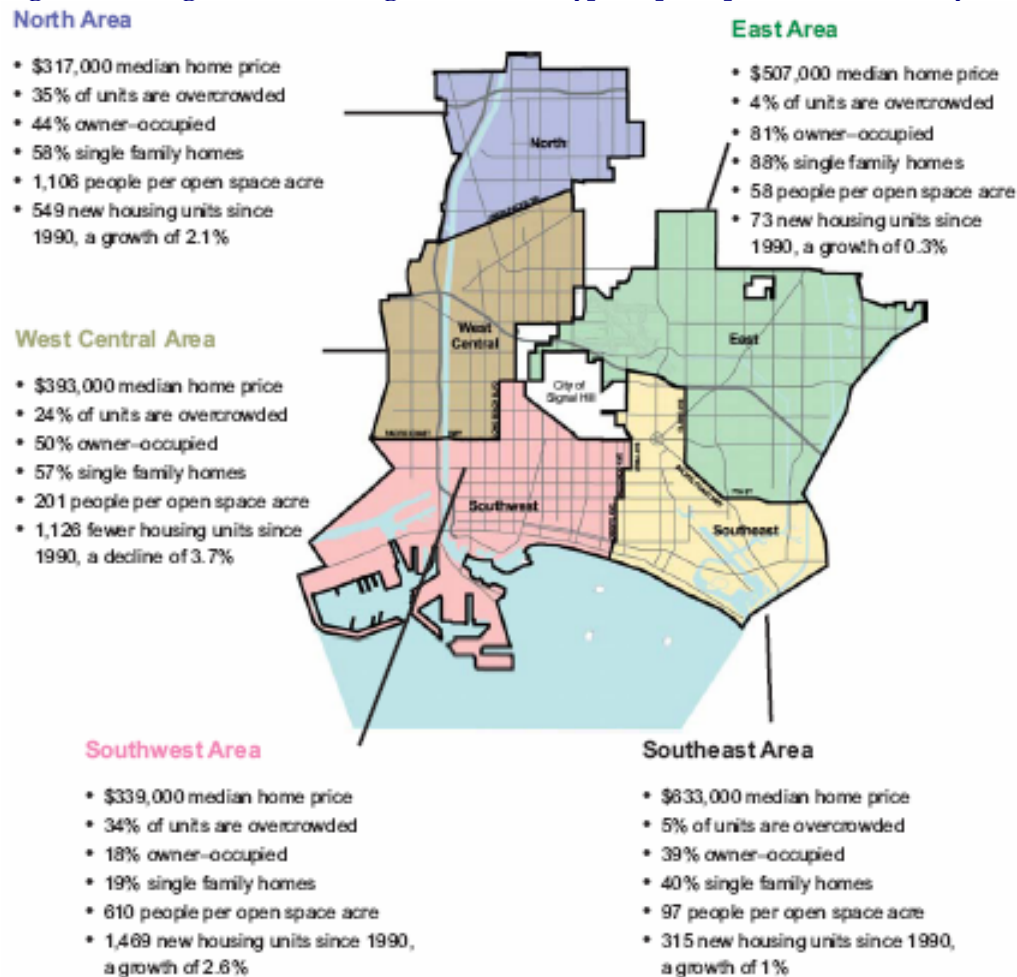 North Area
• $317,000 median home price
• 35% of units are overcrowded
• 44% owner–occupied
• 58% single family homes
• 1,106 people per open space acre
• 549 new housing units since
1990, a growth of 2.1%
East Area
• $507,000 median home price
• 4% of units are overcrowded
• 81% owner–occupied
• 88% single family homes
• 58 people per open space acre
• 73 new housing units since
1990, a growth of 0.3%
North
West
Central
East
City of
Signal Hill
Southwest
Southeast
West Central Area
• $393,000 median home price
• 24% of units are overcrowded
• 50% owner–occupied
• 57% single family homes
• 201 people per open space acre
• 1,126 fewer housing units since
1990, a decline of 3.7%
Southwest Area
• $339,000 median home price
• 34% of units are overcrowded
• 18% owner–occupied
• 19% single family homes
• 610 people per open space acre
• 1,469 new housing units since 1990,
a growth of 2.6%
Southeast Area
• $633,000 median home price
• 5% of units are overcrowded
• 39% owner–occupied
• 40% single family homes
• 97 people per open space acre
• 315 new housing units since 1990,
a growth of 1%